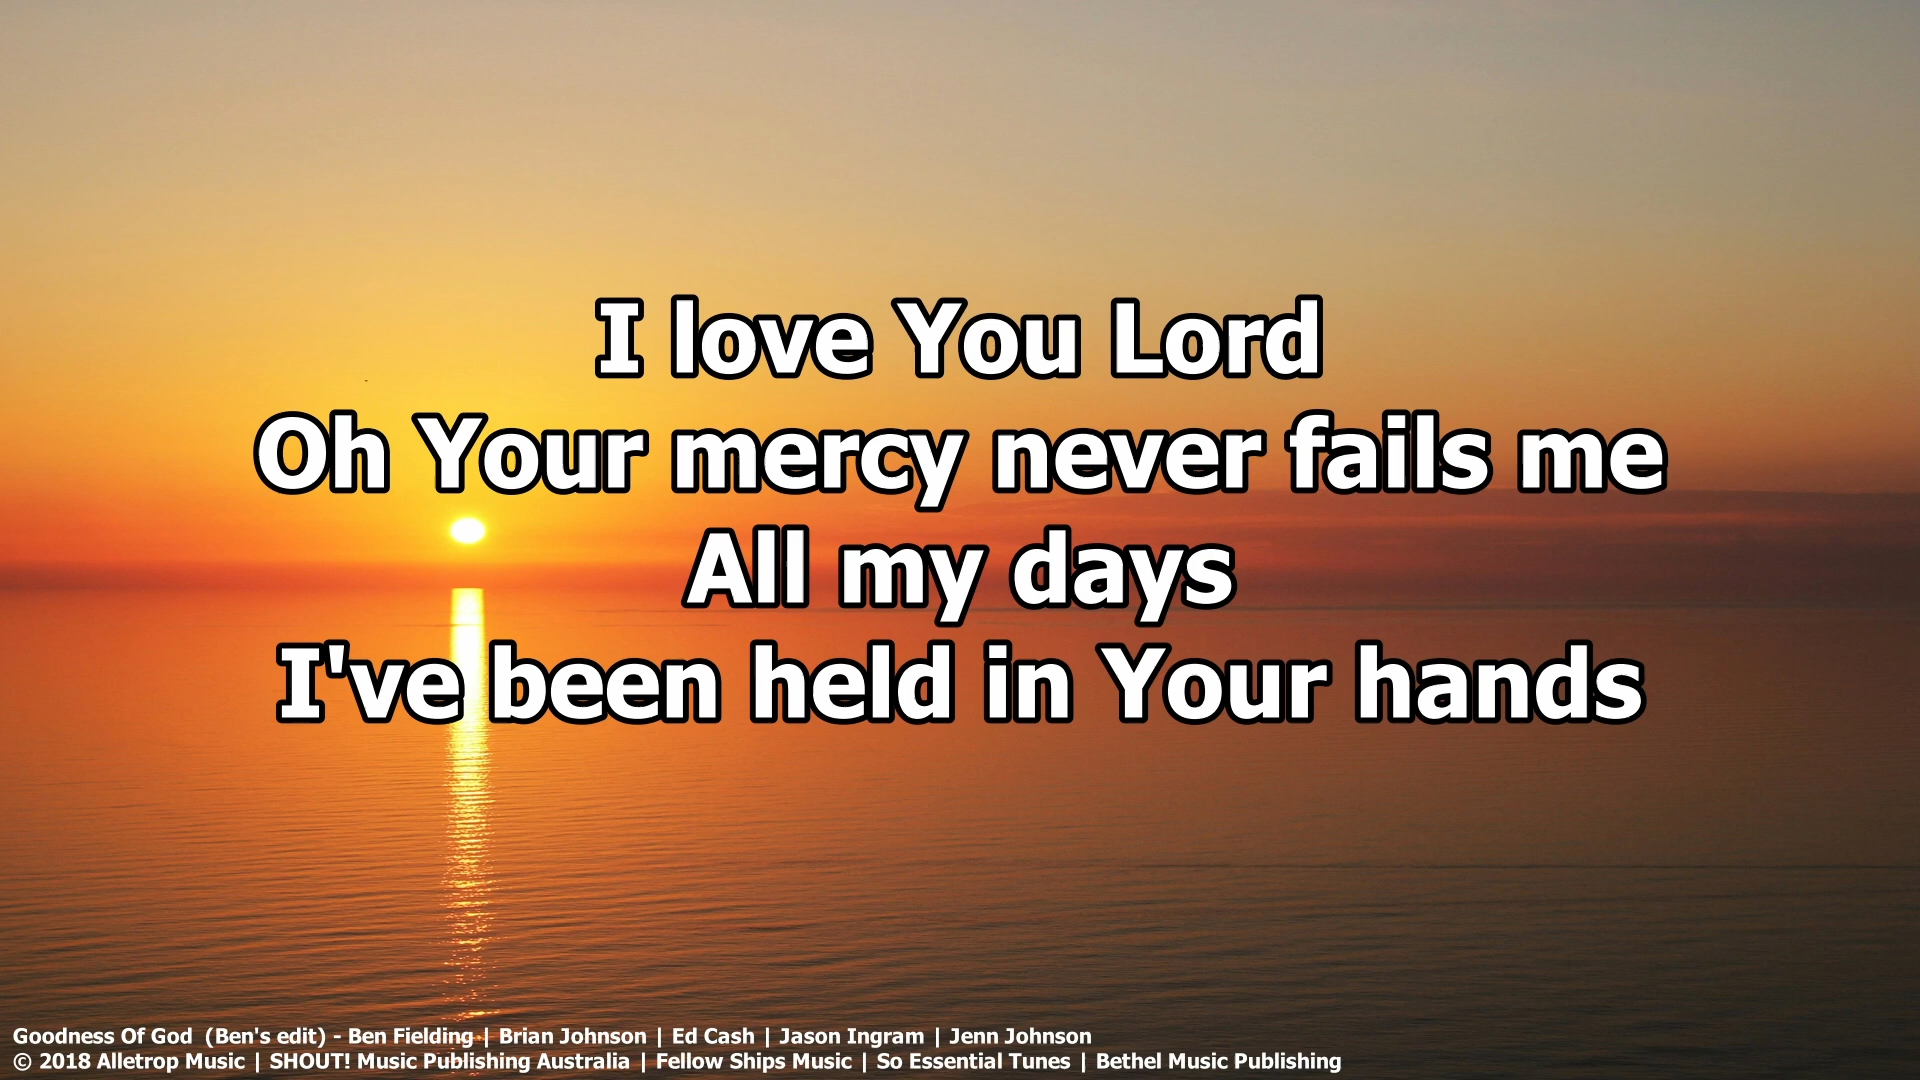 I love You Lord
Oh Your mercy never fails me
All my days
I've been held in Your hands
Goodness Of God  (Ben's edit) - Ben Fielding | Brian Johnson | Ed Cash | Jason Ingram | Jenn Johnson
© 2018 Alletrop Music | SHOUT! Music Publishing Australia | Fellow Ships Music | So Essential Tunes | Bethel Music Publishing